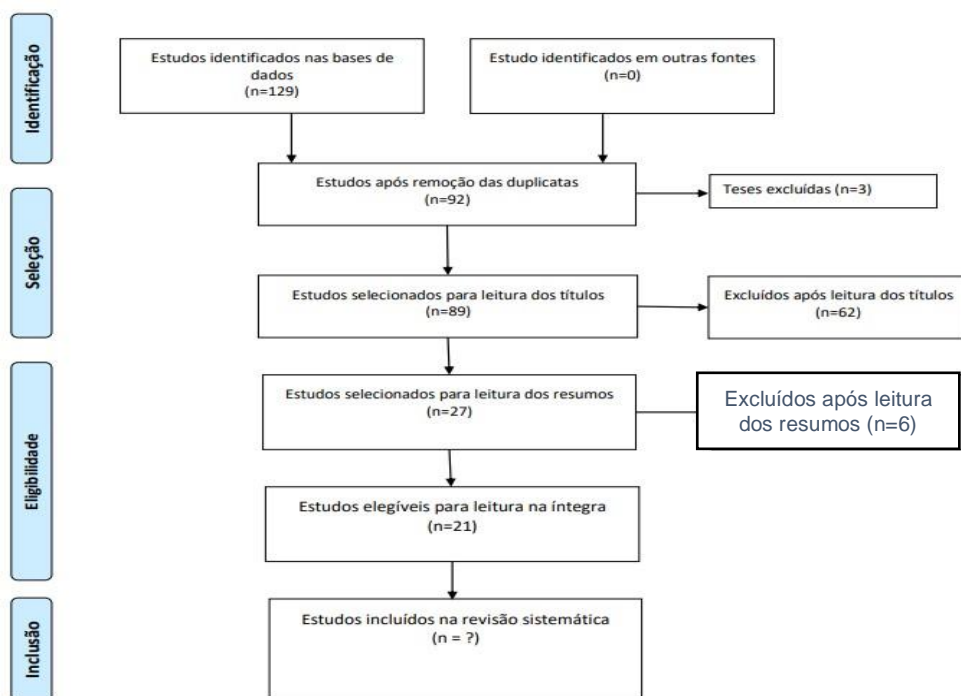 Identificação
Estudos identificados nas bases de
dados
(n=129)
Estudo identificados em outras fontes
(n=0)
Estudos após remoção das duplicatas
(n=92)
Teses excluídas (n=3)
Seleção
Estudos selecionados para leitura dos títulos
(n=89)
Excluídos após leitura dos títulos
(n=62)
Eligibilidade
Estudos selecionados para leitura dos resumos
(n=27)
Excluídos após leitura
dos resumos (n=6)
Estudos elegíveis para leitura na íntegra
(n=21)
Inclusão
Estudos incluídos na revisão sistemática
(n = ?)